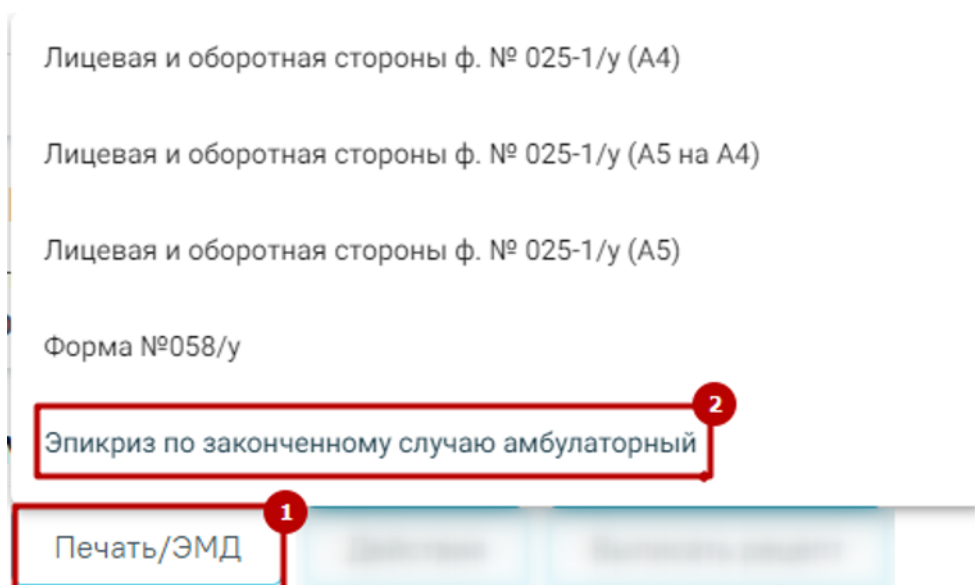 Лицевая и оборотная стороны ф. № 025-1/у (А4)
Лицевая и оборотная стороны ф. № 025-1/у (А5 на А4)
Лицевая и оборотная стороны ф. № 025-1/у (А5)
Форма №058/у
2
Эпикриз по законченному случаю амбулаторный
1
Печать/ЭМД